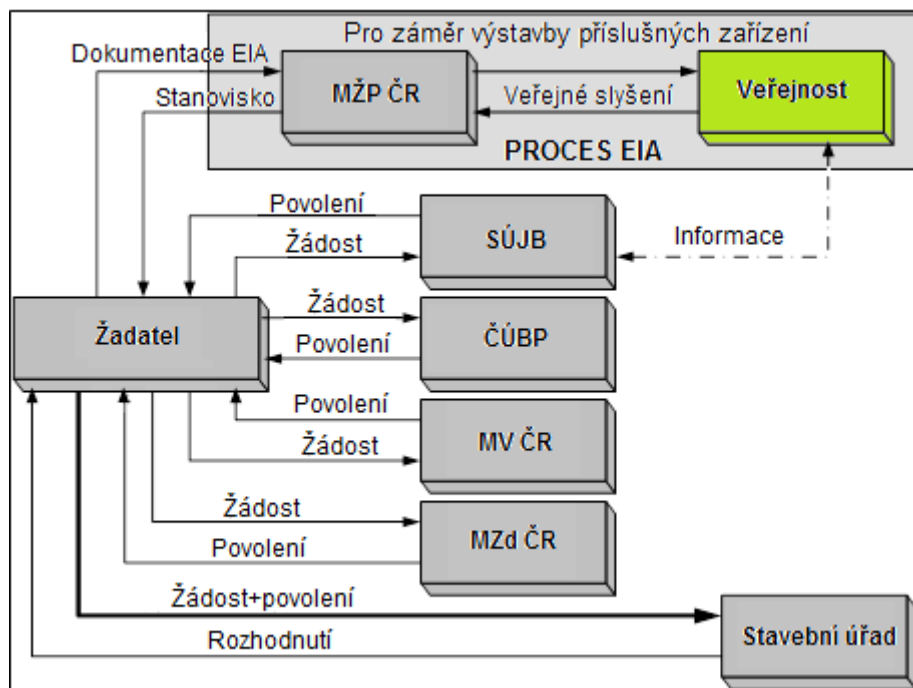 Pro záměr výstavby příslušných zařízení
Dokumentace EIA
MŽP ČR
Veřejnost
Stanovisko
Veřejné slyšení
PROCES EIA
Povolení
SÚJB
Informace
Žádost
Žadatel
Žádost
ČÚBP
Povolení
Povolení
MV ČR
Žádost
Žádost
MZd ČR
Povolení
Žádost+povolení
Stavební úřad
Rozhodnutí